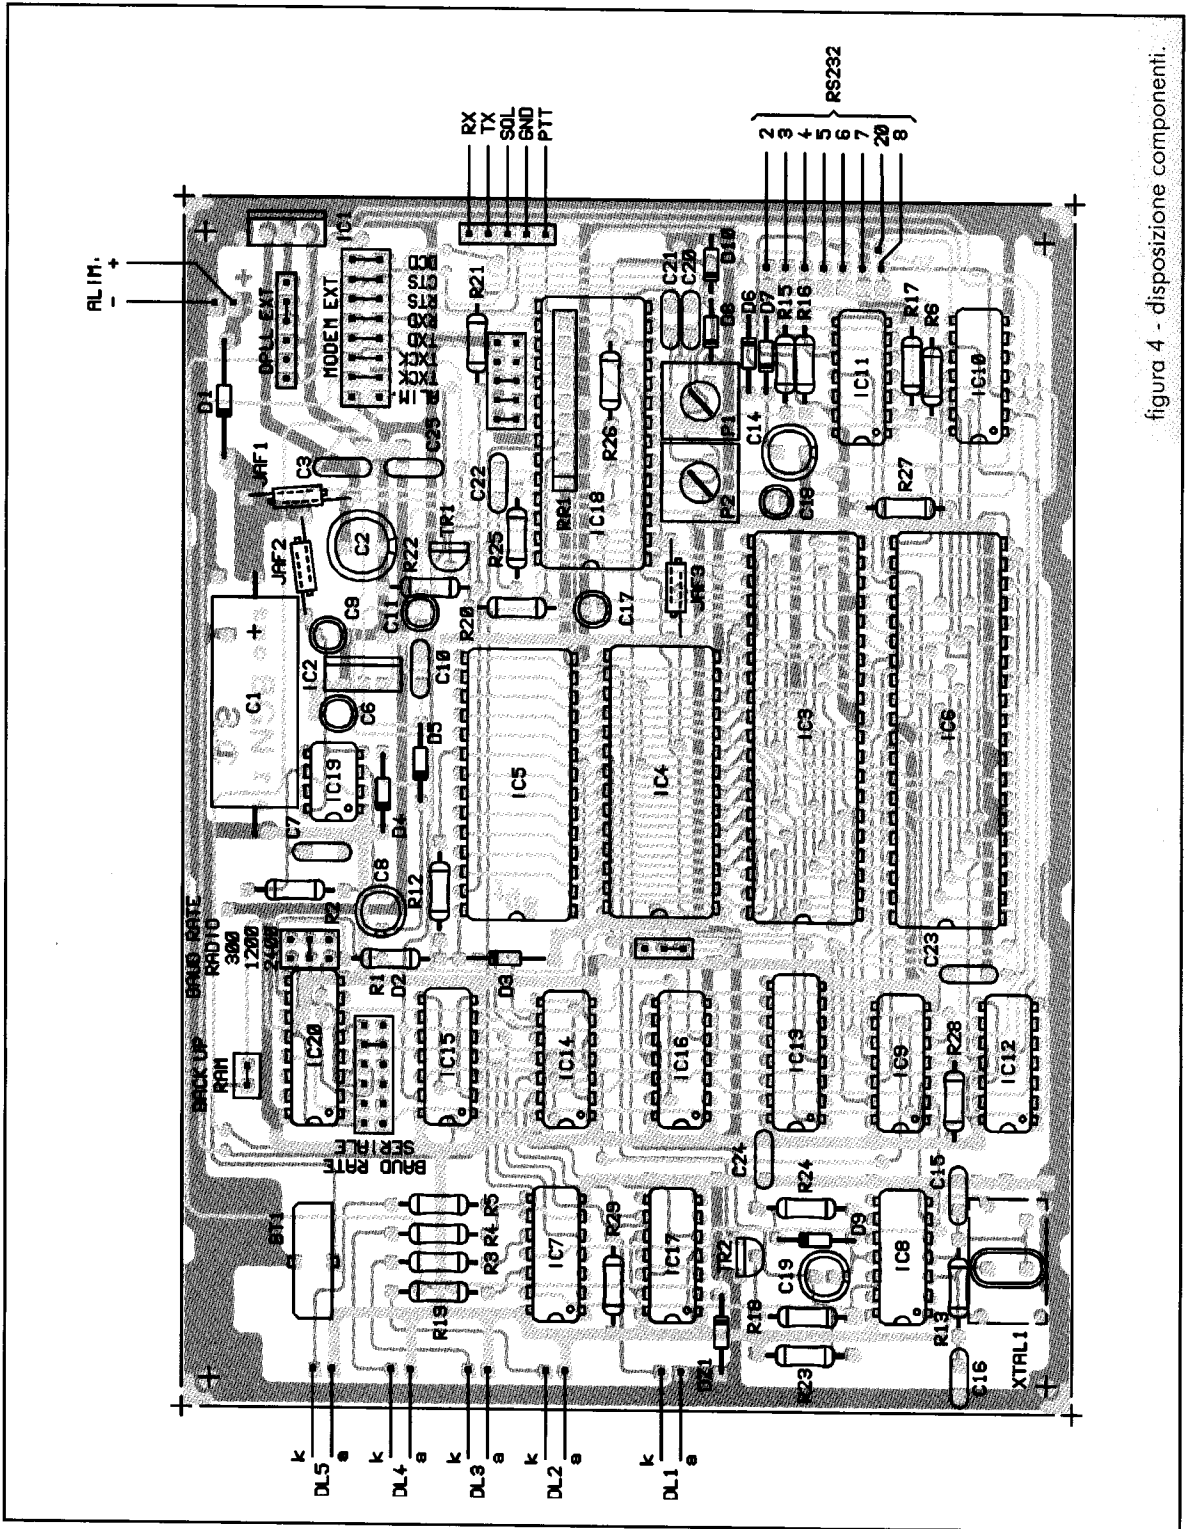 figura 4 - disposizione componenti.
ALIM.
+
-
RX
TX
SQL
GND
PTT
RS232
2
3
4
5
6
7
20
8
IC1
DPLL EXT
MODEM EXT
D1
JAF1
JAF2
C3
C25
R21
C22
R25
RR1
IC18
R26
C21
C20
D10
D8
D6
D7
R15
R16
IC11
R17
R6
IC10
P1
P2
C14
C18
R27
C2
TR1
R22
C9
C11
R20
C17
JAF3
C1
+
IC2
C10
C6
IC19
D5
D4
IC5
IC4
IC3
IC6
C7
R2
C8
R12
BAUD RATE
RADIO
300
1200
2400
R1
D2
D3
C23
BACK UP
RAM
IC20
IC15
IC14
IC16
IC13
IC9
R28
IC12
SERIALE
BAUD RATE
C24
R24
C15
BT1
R5
R4
R3
R19
IC7
R29
IC17
TR2
D9
C19
IC8
R18
R13
DZ1
R23
C16
XTAL1
k
DL5
a
k
DL4
a
k
DL3
a
k
DL2
a
k
DL1
a